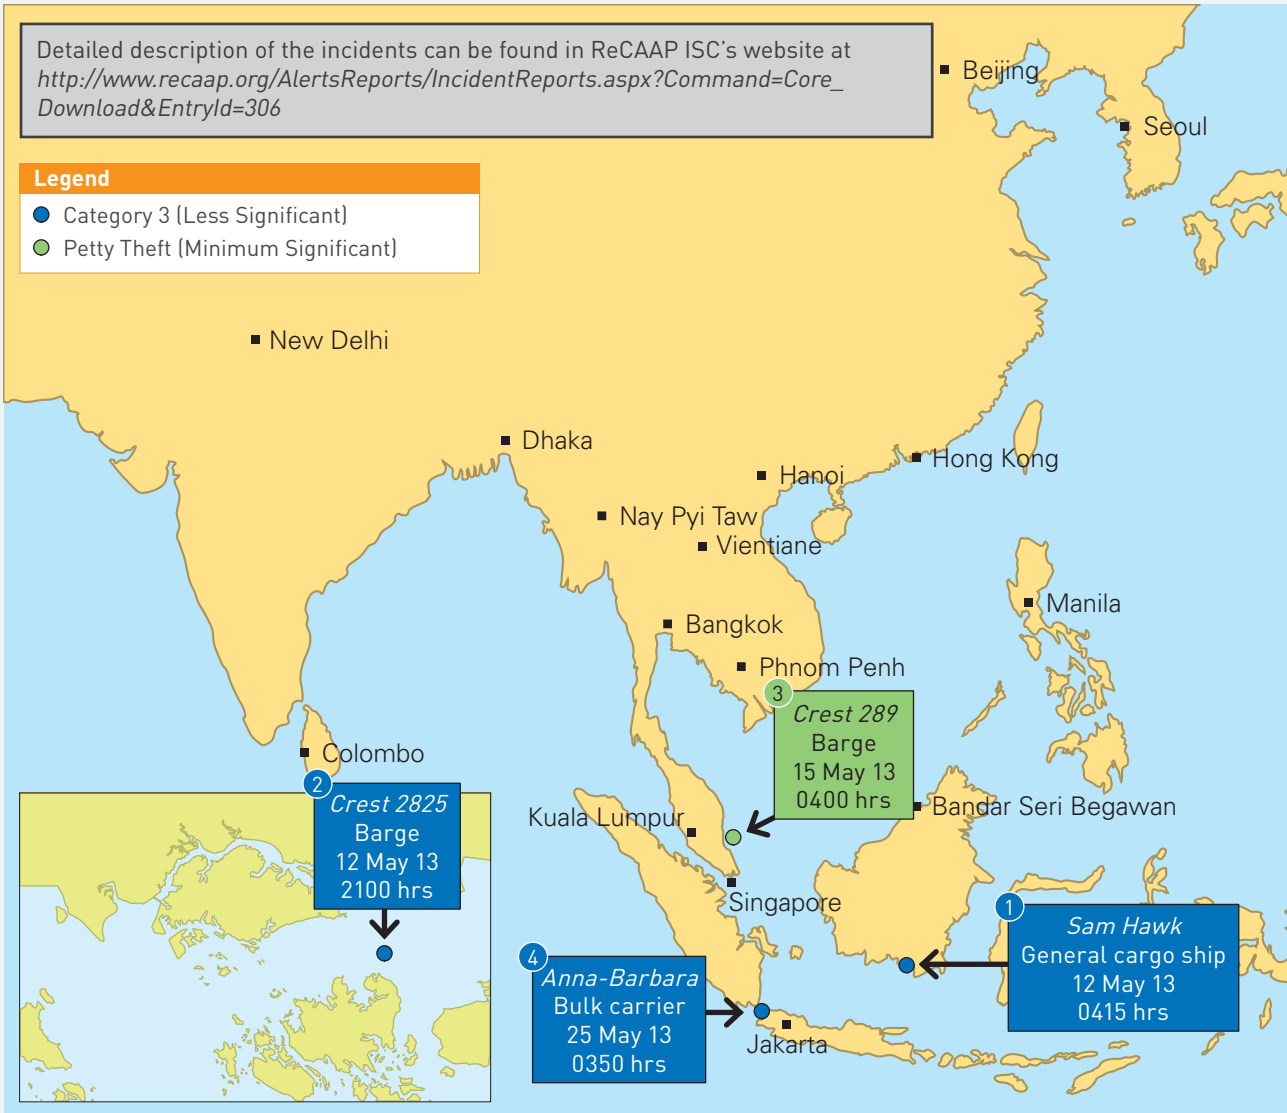 Detailed description of the incidents can be found in ReCAAP ISC's website at
http://www.recaap.org/AlertsReports/IncidentReports.aspx?Command=Core_
Download&EntryId=306
Beijing
Seoul
Legend
Category 3 (Less Significant)
Petty Theft (Minimum Significant)
New Delhi
Dhaka
Hong Kong
Hanoi
Nay Pyi Taw
Vientiane
Manila
Bangkok
Phnom Penh
3
Crest 289
Barge
15 May 13
0400 hrs
Colombo
2
Crest 2825
Barge
12 May 13
2100 hrs
Kuala Lumpur
Bandar Seri Begawan
Singapore
1
Sam Hawk
General cargo ship
12 May 13
0415 hrs
4
Anna-Barbara
Bulk carrier
25 May 13
0350 hrs
Jakarta